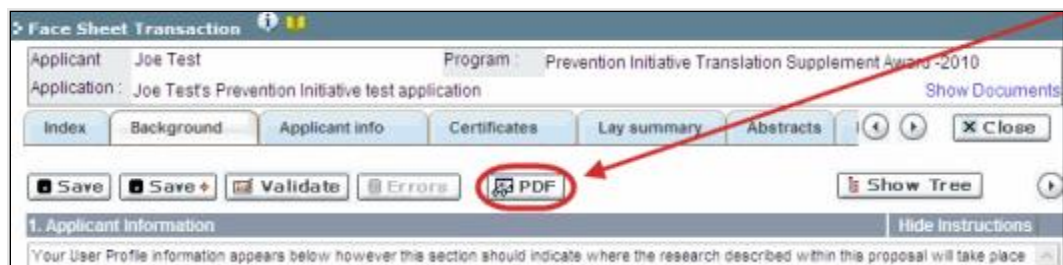 Face Sheet Transaction
Applicant Joe Test Program : Prevention Initiative Translation Supplement Award -2010
Application : Joe Test's Prevention Initiative test application Show Documents
Index Background Applicant info Certificates Lay summary Abstracts X Close
Save Save+ Validate Errors PDF Show Tree
1. Applicant Information Hide Instructions
Your User Profile information appears below however this section should indicate where the research described within this proposal will take place